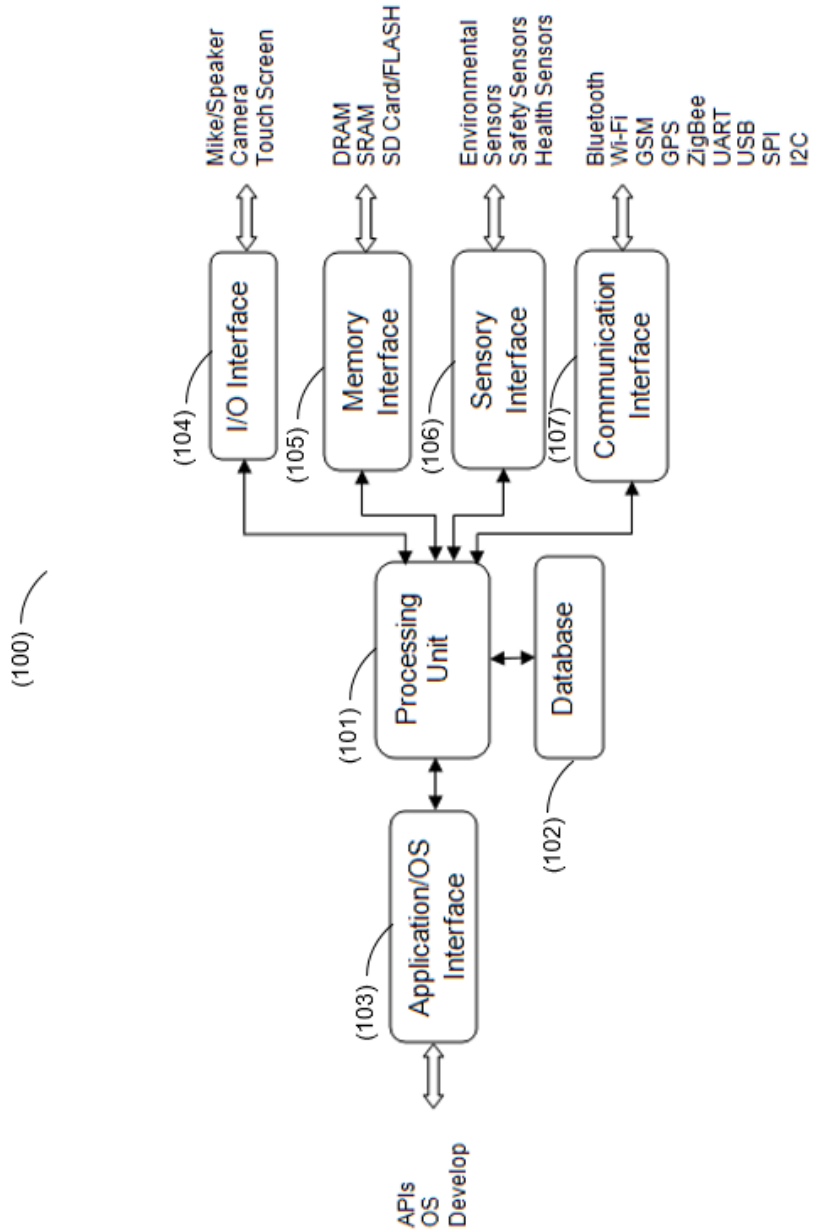 (100)
Mike/Speaker
Camera
Touch Screen
(104)
I/O Interface
DRAM
SRAM
SD Card/FLASH
(105)
Memory
Interface
Environmental
Sensors
Safety Sensors
Health Sensors
(106)
Sensory
Interface
Bluetooth
Wi-Fi
GSM
GPS
ZigBee
UART
USB
SPI
I2C
(107)
Communication
Interface
(101)
Processing
Unit
Database
(102)
(103)
Application/OS
Interface
APIs
OS
Develop